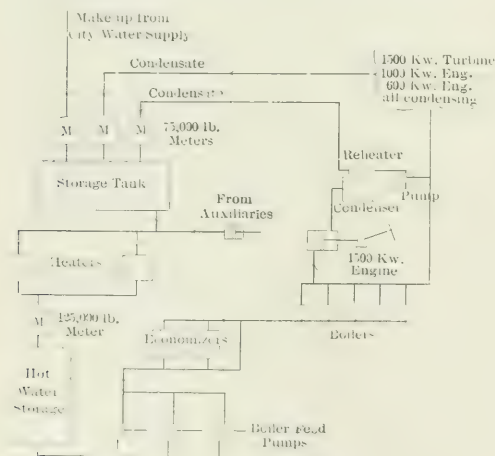 Make-up from
City Water Supply
Condensate
1500 Kw. Turbine
1000 Kw. Eng.
600 Kw. Eng.
all condensing
Condensate
M M M 75,000 lb.
Meters
Reheater
Storage Tank
Pump
From
Auxiliaries
Condenser
Heaters
1500 Kw.
Engine
M 125,000 lb.
Meter
Economizers
Boilers
Hot
Water
Storage
Boiler Feed
Pumps